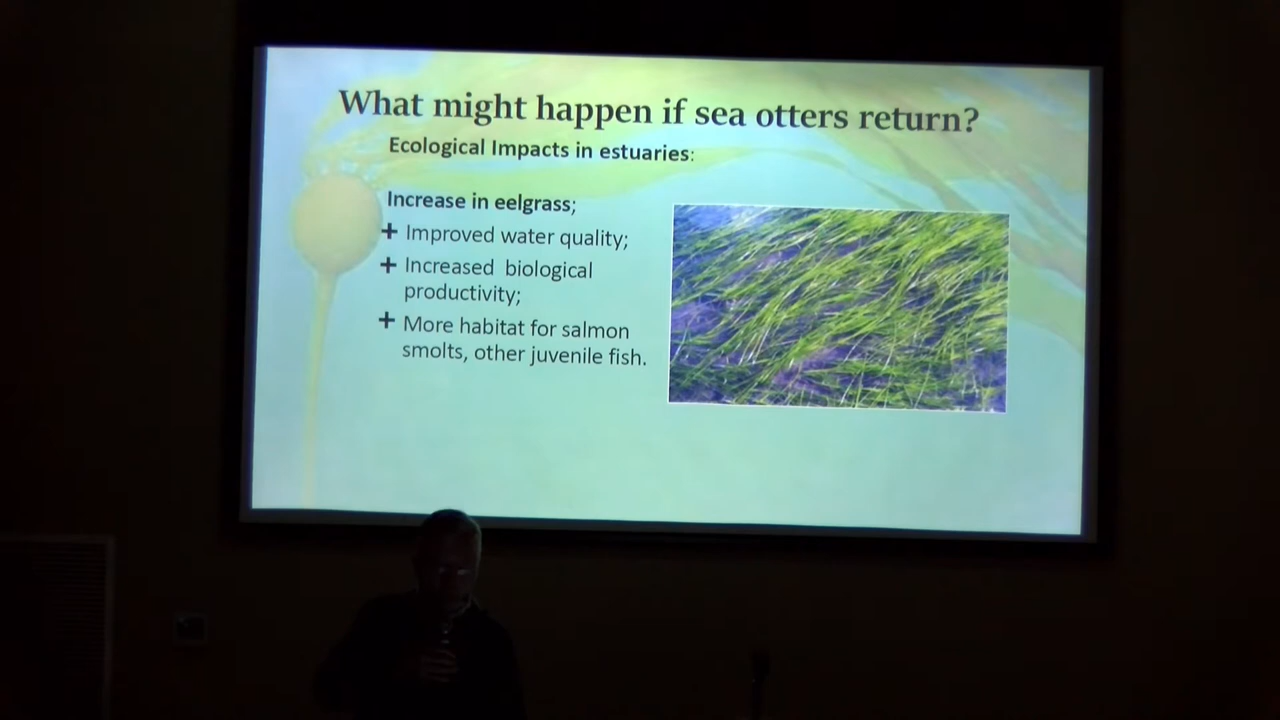 What might happen if sea otters return?
Ecological Impacts in estuaries:
Increase in eelgrass;
+ Improved water quality;
+ Increased biological
productivity;
+ More habitat for salmon
smolts, other juvenile fish.